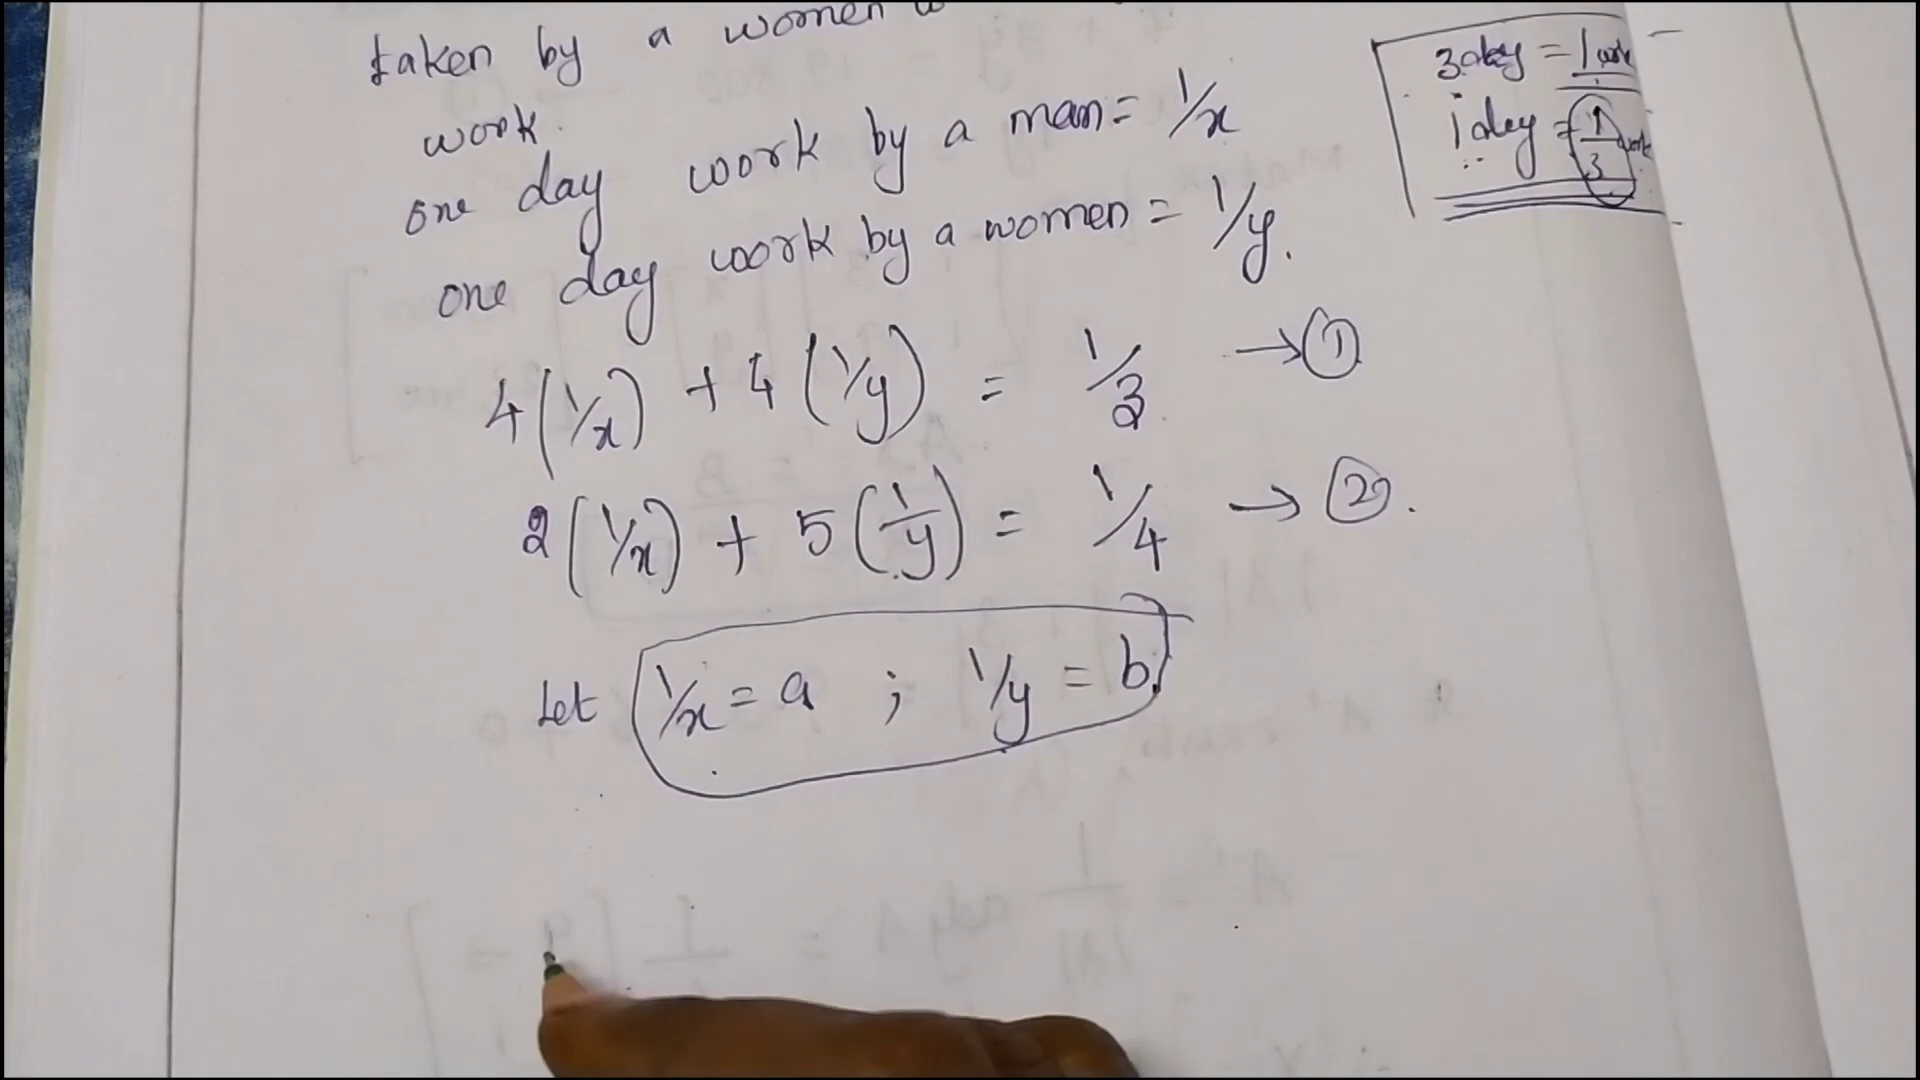 taken by a women
work.
one day work by a man = 1/x
one day work by a women = 1/y.
4(1/x) + 4(1/y) = 1/3 → ①
2(1/x) + 5(1/y) = 1/4 → ②.
Let 1/x = a ; 1/y = b
3 day = 1 work
1 day = 1/3 work